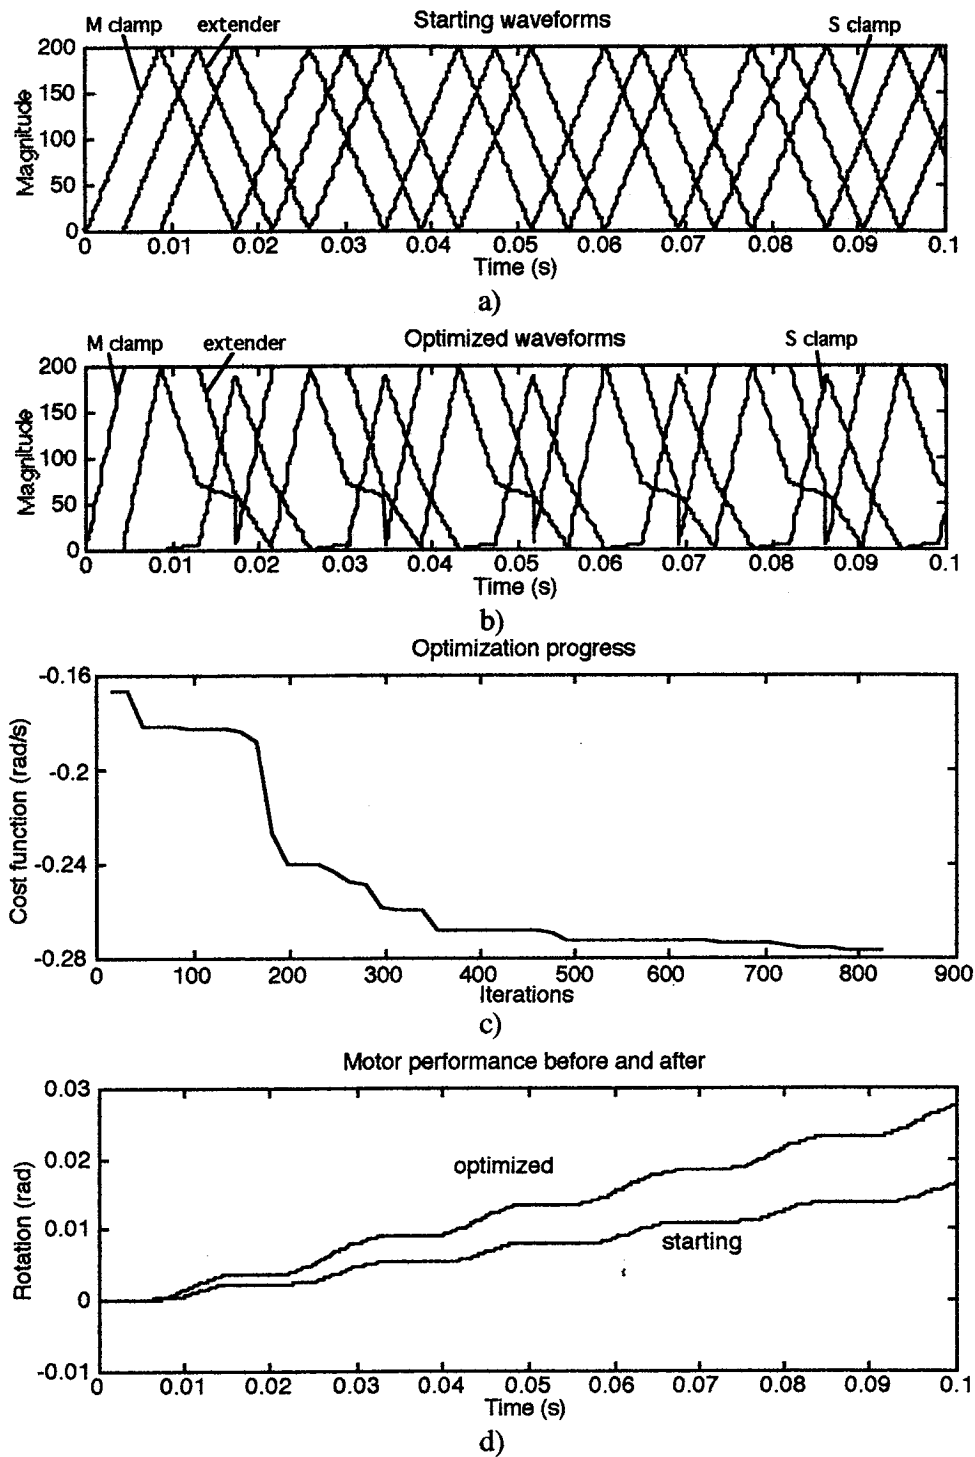 Starting waveforms
M clamp
extender
S clamp
Magnitude
200
150
100
50
0
0 0.01 0.02 0.03 0.04 0.05 0.06 0.07 0.08 0.09 0.1
Time (s)
a)
Optimized waveforms
M clamp
extender
S clamp
Magnitude
200
150
100
50
0
0 0.01 0.02 0.03 0.04 0.05 0.06 0.07 0.08 0.09 0.1
Time (s)
b)
Optimization progress
Cost function (rad/s)
-0.16
-0.2
-0.24
-0.28
0 100 200 300 400 500 600 700 800 900
Iterations
c)
Motor performance before and after
Rotation (rad)
0.03
0.02
0.01
0
-0.01
optimized
starting
0 0.01 0.02 0.03 0.04 0.05 0.06 0.07 0.08 0.09 0.1
Time (s)
d)